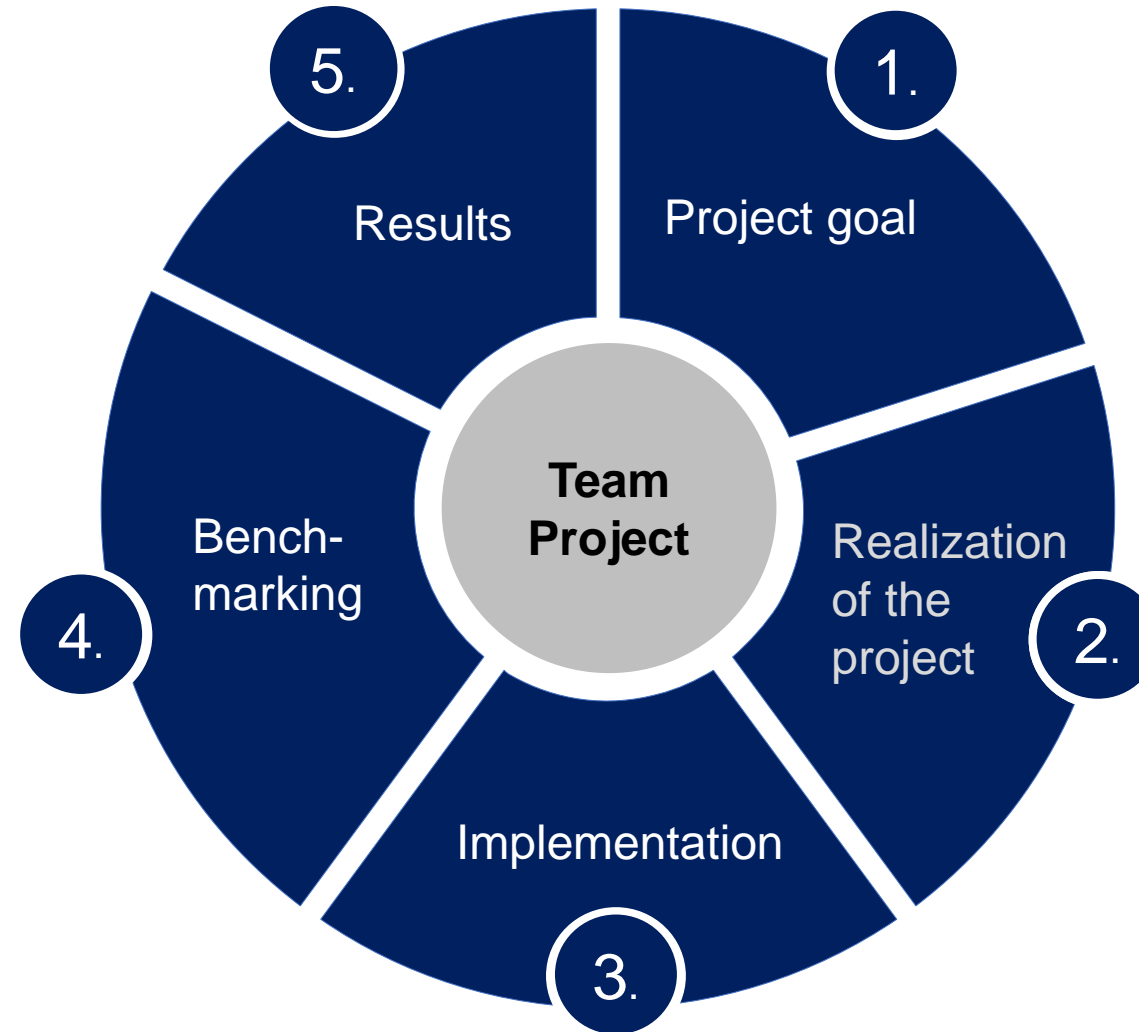 Team
Project
1.
Project goal
2.
Realization
of the
project
3.
Implementation
4.
Bench-
marking
5.
Results